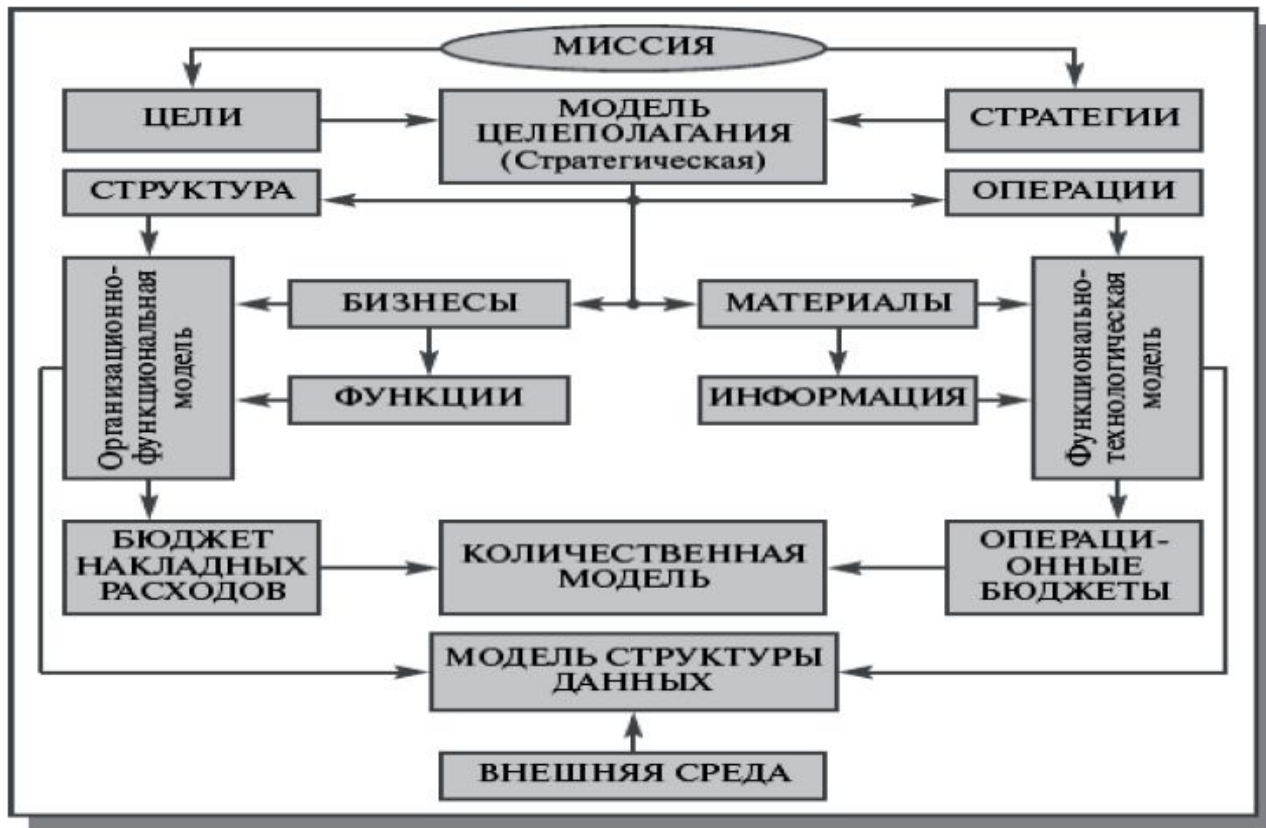 МИССИЯ
ЦЕЛИ
МОДЕЛЬ
ЦЕЛЕПОЛАГАНИЯ
(Стратегическая)
СТРАТЕГИИ
СТРУКТУРА
ОПЕРАЦИИ
Организационно-
функциональная
модель
БИЗНЕСЫ
МАТЕРИАЛЫ
Функционально-
технологическая
модель
ФУНКЦИИ
ИНФОРМАЦИЯ
БЮДЖЕТ
НАКЛАДНЫХ
РАСХОДОВ
КОЛИЧЕСТВЕННАЯ
МОДЕЛЬ
ОПЕРАЦИ-
ОННЫЕ
БЮДЖЕТЫ
МОДЕЛЬ СТРУКТУРЫ
ДАННЫХ
ВНЕШНЯЯ СРЕДА